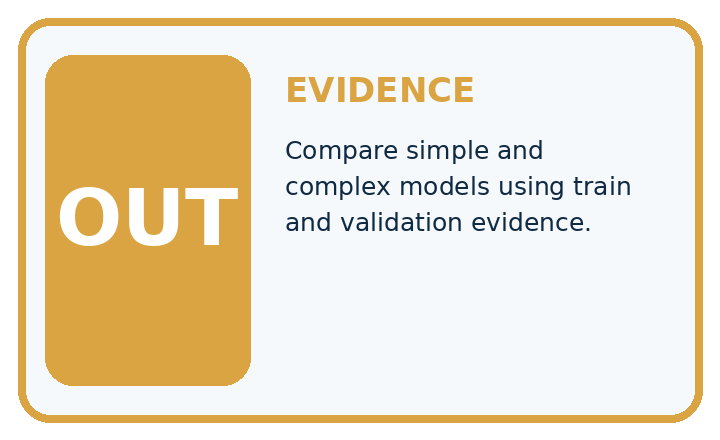 OUT
EVIDENCE
Compare simple and
complex models using train
and validation evidence.